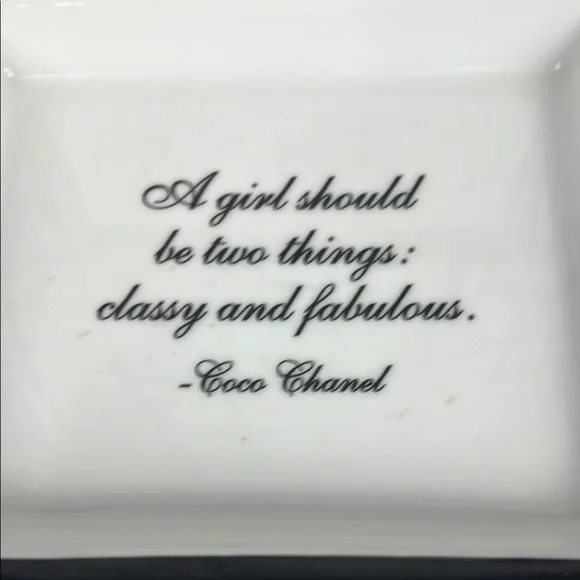 A girl should
be two things:
classy and fabulous.
-Coco Chanel